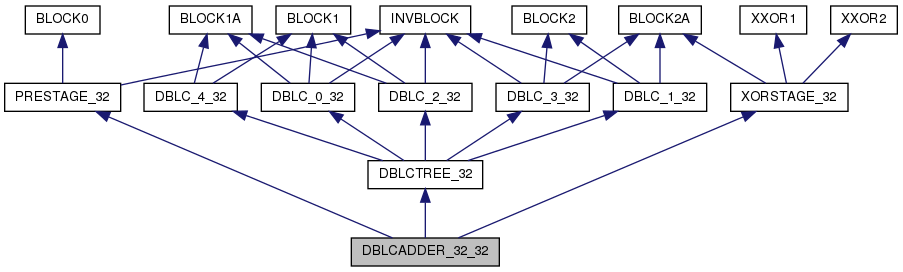 BLOCK0 BLOCK1A BLOCK1 INVBLOCK BLOCK2 BLOCK2A XXOR1 XXOR2
PRESTAGE_32 DBLC_4_32 DBLC_0_32 DBLC_2_32 DBLC_3_32 DBLC_1_32 XORSTAGE_32
DBLCTREE_32
DBLCADDER_32_32